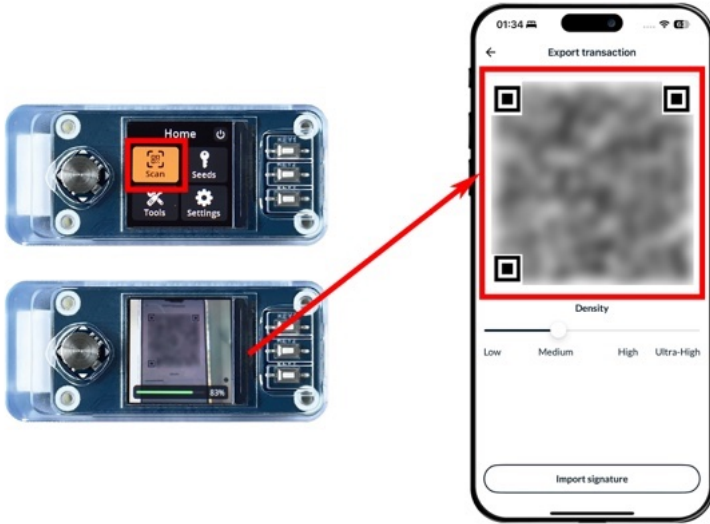 Home
Scan
Seeds
Tools
Settings
83%
01:34
Export transaction
Density
Low Medium High Ultra-High
Import signature